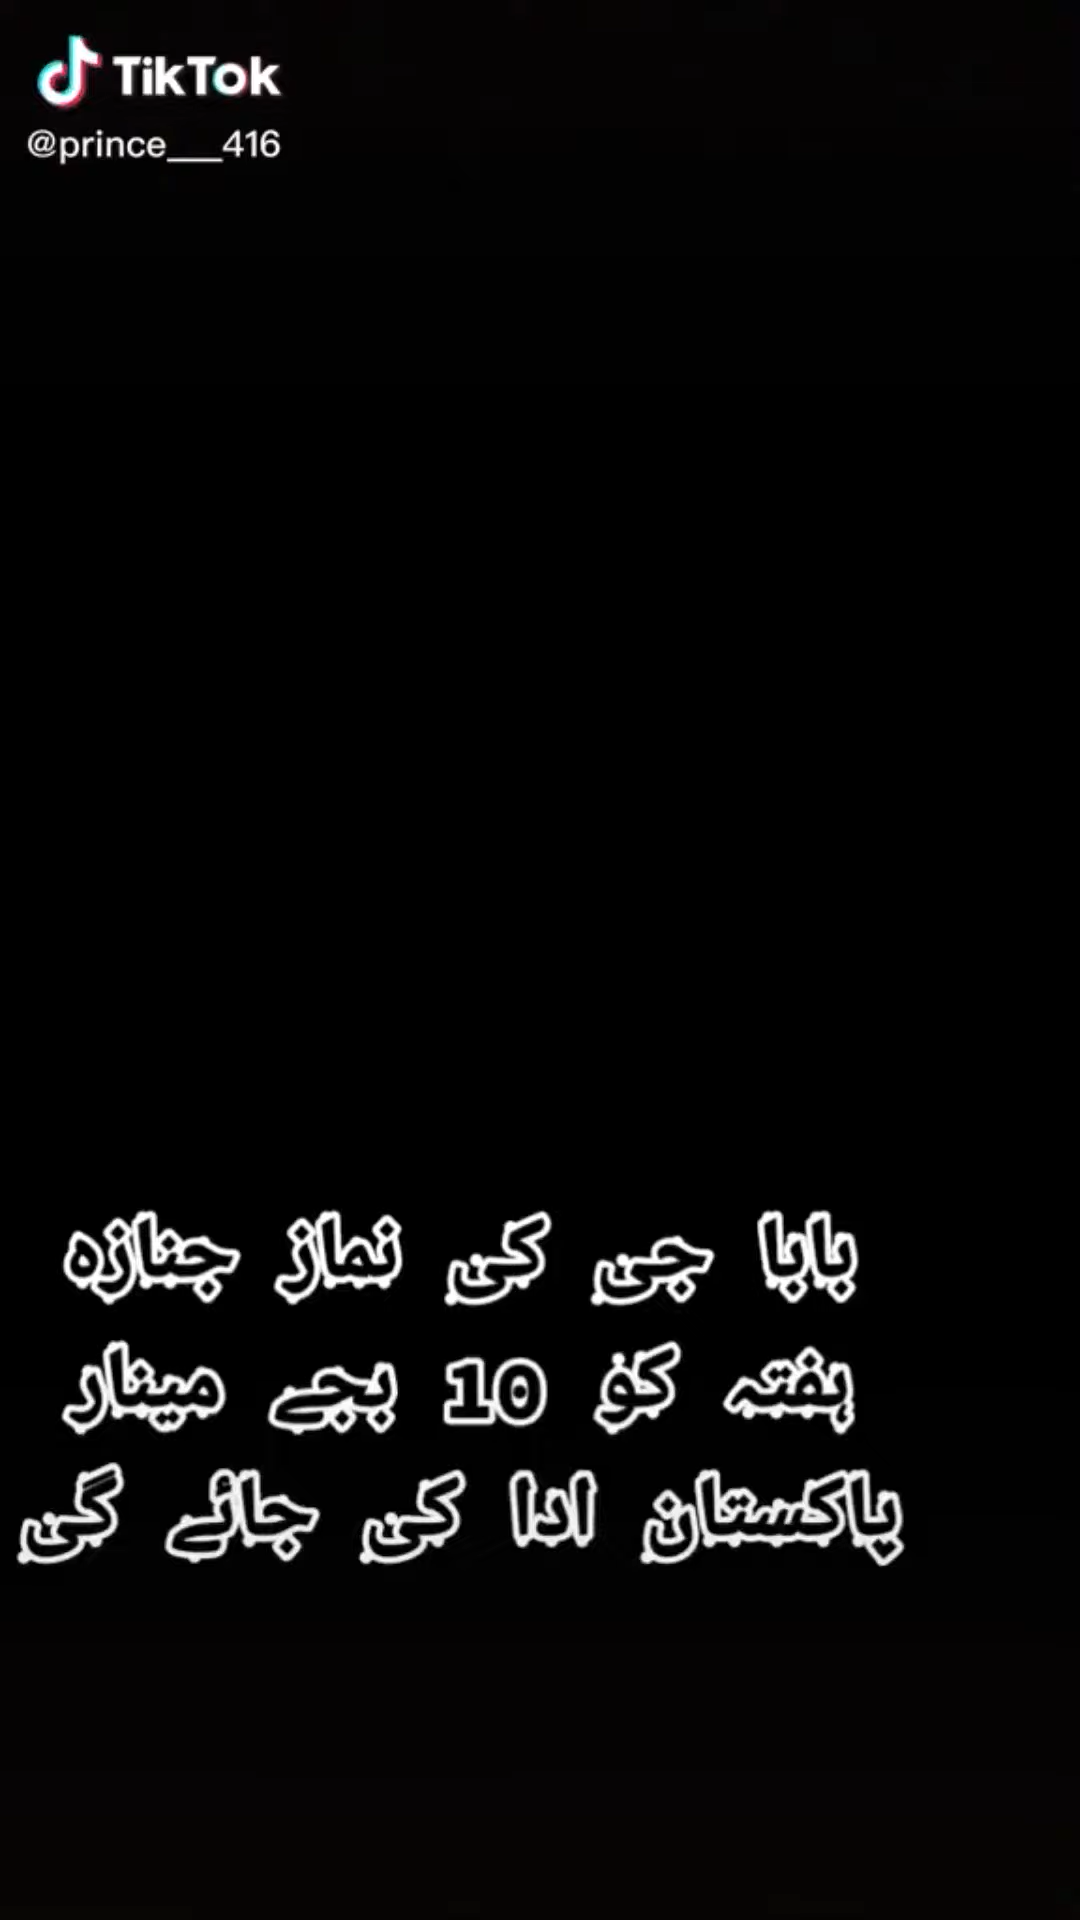 TikTok
@prince___416
بابا جی کی نماز جنازہ
ہفتہ کو 10 بجے مینار
پاکستان ادا کی جائے گی